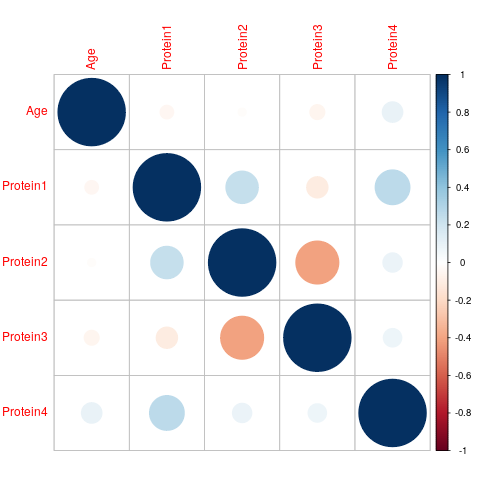 Age
Protein1
Protein2
Protein3
Protein4
Age
Protein1
Protein2
Protein3
Protein4
1
0.8
0.6
0.4
0.2
0
-0.2
-0.4
-0.6
-0.8
-1